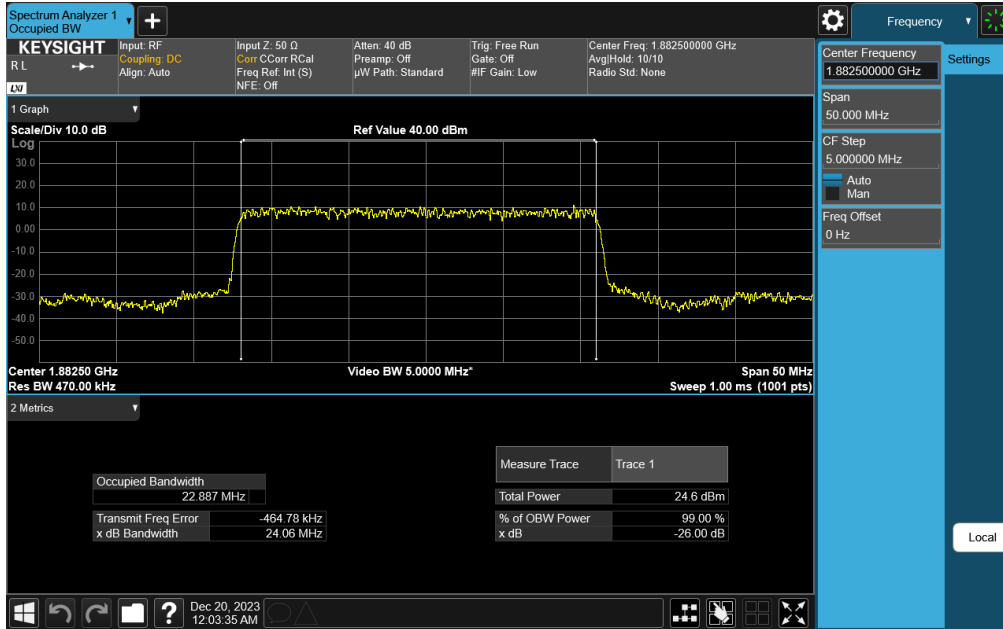 Spectrum Analyzer 1
Occupied BW
Frequency
KEYSIGHT
R L
LXI
Input: RF
Coupling: DC
Align: Auto
Input Z: 50 Ω
Corr CCorr RCal
Freq Ref: Int (S)
NFE: Off
Atten: 40 dB
Preamp: Off
µW Path: Standard
Trig: Free Run
Gate: Off
#IF Gain: Low
Center Freq: 1.882500000 GHz
Avg|Hold: 10/10
Radio Std: None
Center Frequency
1.882500000 GHz
Settings
Span
50.000 MHz
CF Step
5.000000 MHz
Auto
Man
Freq Offset
0 Hz
1 Graph
Scale/Div 10.0 dB
Ref Value 40.00 dBm
Log
30.0
20.0
10.0
0.00
-10.0
-20.0
-30.0
-40.0
-50.0
Center 1.88250 GHz
Video BW 5.0000 MHz*
Span 50 MHz
Res BW 470.00 kHz
Sweep 1.00 ms (1001 pts)
2 Metrics
Measure Trace
Trace 1
Occupied Bandwidth
22.887 MHz
Total Power
24.6 dBm
Transmit Freq Error
-464.78 kHz
% of OBW Power
99.00 %
x dB Bandwidth
24.06 MHz
x dB
-26.00 dB
Local
?
Dec 20, 2023
12:03:35 AM